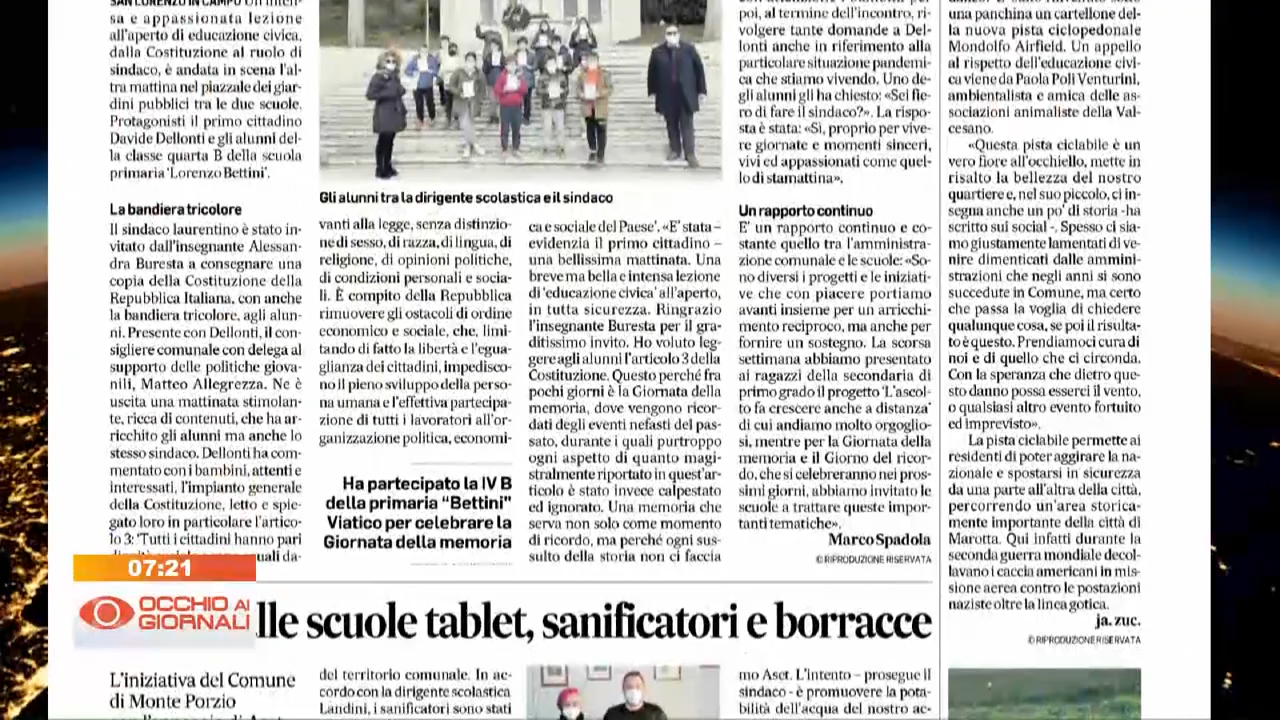 SAN LORENZO IN CAMPO Un'inten-
sa e appassionata lezione
all'aperto di educazione civica,
dalla Costituzione al ruolo di
sindaco, è andata in scena l'al-
tra mattina nel piazzale dei giar-
dini pubblici tra le due scuole.
Protagonisti il primo cittadino
Davide Dellonti e gli alunni del-
la classe quarta B della scuola
primaria 'Lorenzo Bettini'.
La bandiera tricolore
Il sindaco laurentino è stato in-
vitato dall'insegnante Alessan-
dra Buresta a consegnare una
copia della Costituzione della
Repubblica Italiana, con anche
la bandiera tricolore, agli alun-
ni. Presente con Dellonti, il con-
sigliere comunale con delega al
supporto delle politiche giova-
nili, Matteo Allegrezza. Ne è
uscita una mattinata stimolan-
te, ricca di contenuti, che ha ar-
ricchito gli alunni ma anche lo
stesso sindaco. Dellonti ha com-
mentato con i bambini, attenti e
interessati, l'impianto generale
della Costituzione, letto e spie-
gato loro in particolare l'artico-
lo 3: 'Tutti i cittadini hanno pari
uali da-
Gli alunni tra la dirigente scolastica e il sindaco
vanti alla legge, senza distinzio-
ne di sesso, di razza, di lingua, di
religione, di opinioni politiche,
di condizioni personali e socia-
li. È compito della Repubblica
rimuovere gli ostacoli di ordine
economico e sociale, che, limi-
tando di fatto la libertà e l'egua-
glianza dei cittadini, impedisco-
no il pieno sviluppo della perso-
na umana e l'effettiva partecipa-
zione di tutti i lavoratori all'or-
ganizzazione politica, economi-
Ha partecipato la IV B
della primaria "Bettini"
Viatico per celebrare la
Giornata della memoria
ca e sociale del Paese'. «E' stata –
evidenzia il primo cittadino –
una bellissima mattinata. Una
breve ma bella e intensa lezione
di 'educazione civica' all'aperto,
in tutta sicurezza. Ringrazio
l'insegnante Buresta per il gra-
ditissimo invito. Ho voluto leg-
gere agli alunni l'articolo 3 della
Costituzione. Questo perché fra
pochi giorni è la Giornata della
memoria, dove vengono ricor-
dati degli eventi nefasti del pas-
sato, durante i quali purtroppo
ogni aspetto di quanto magi-
stralmente riportato in quest'ar-
ticolo è stato invece calpestato
ed ignorato. Una memoria che
serva non solo come momento
di ricordo, ma perché ogni sus-
sulto della storia non ci faccia
poi, al termine dell'incontro, ri-
volgere tante domande a Del-
lonti anche in riferimento alla
particolare situazione pandemi-
ca che stiamo vivendo. Uno de-
gli alunni gli ha chiesto: «Sei fie-
ro di fare il sindaco?». La rispo-
sta è stata: «Sì, proprio per vive-
re giornate e momenti sinceri,
vivi ed appassionati come quel-
lo di stamattina».
Un rapporto continuo
E' un rapporto continuo e co-
stante quello tra l'amministra-
zione comunale e le scuole: «So-
no diversi i progetti e le iniziati-
ve che con piacere portiamo
avanti insieme per un arricchi-
mento reciproco, ma anche per
fornire un sostegno. La scorsa
settimana abbiamo presentato
ai ragazzi della secondaria di
primo grado il progetto 'L'ascol-
to fa crescere anche a distanza'
di cui andiamo molto orgoglio-
si, mentre per la Giornata della
memoria e il Giorno del ricor-
do, che si celebreranno nei pros-
simi giorni, abbiamo invitato le
scuole a trattare queste impor-
tanti tematiche».
Marco Spadola
© RIPRODUZIONE RISERVATA
una panchina un cartellone del-
la nuova pista ciclopedonale
Mondolfo Airfield. Un appello
al rispetto dell'educazione civi-
ca viene da Paola Poli Venturini,
ambientalista e amica delle as-
sociazioni animaliste della Val-
cesano.
«Questa pista ciclabile è un
vero fiore all'occhiello, mette in
risalto la bellezza del nostro
quartiere e, nel suo piccolo, ci in-
segna anche un po' di storia -ha
scritto sui social -. Spesso ci sia-
mo giustamente lamentati di ve-
nire dimenticati dalle ammini-
strazioni che negli anni si sono
succedute in Comune, ma certo
che passa la voglia di chiedere
qualunque cosa, se poi il risulta-
to è questo. Prendiamoci cura di
noi e di quello che ci circonda.
Con la speranza che dietro que-
sto danno possa esserci il vento,
o qualsiasi altro evento fortuito
ed imprevisto».
La pista ciclabile permette ai
residenti di poter aggirare la na-
zionale e spostarsi in sicurezza
da una parte all'altra della città,
percorrendo un'area storica-
mente importante della città di
Marotta. Qui infatti durante la
seconda guerra mondiale decol-
lavano i caccia americani in mis-
sione aerea contro le postazioni
naziste oltre la linea gotica.
ja. zuc.
© RIPRODUZIONE RISERVATA
07:21
OCCHIO AI
GIORNALI
lle scuole tablet, sanificatori e borracce
L'iniziativa del Comune
di Monte Porzio
del territorio comunale. In ac-
cordo con la dirigente scolastica
Landini, i sanificatori sono stati
mo Aset. L'intento – prosegue il
sindaco - è promuovere la pota-
bilità dell'acqua del nostro ac-